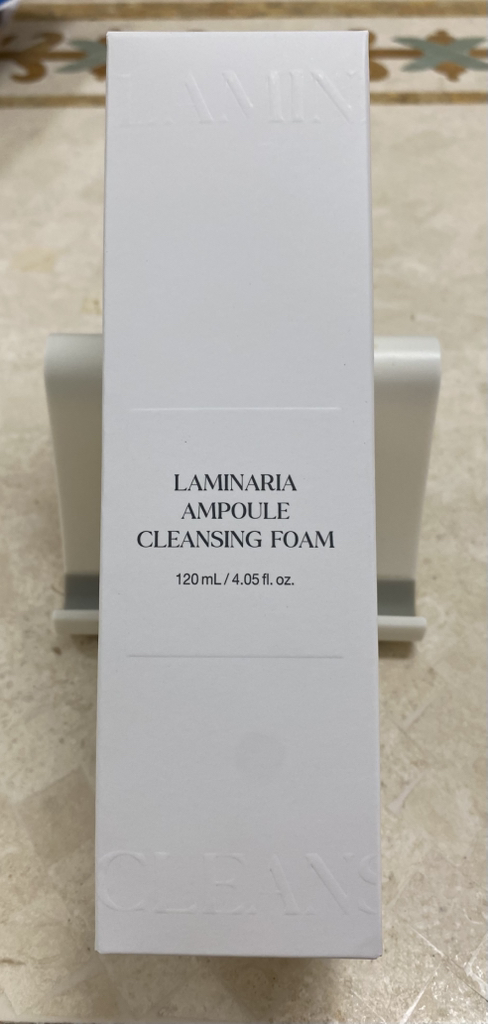 LAMIN
LAMINARIA
AMPOULE
CLEANSING FOAM
120 mL / 4.05 fl. oz.
CLEANS